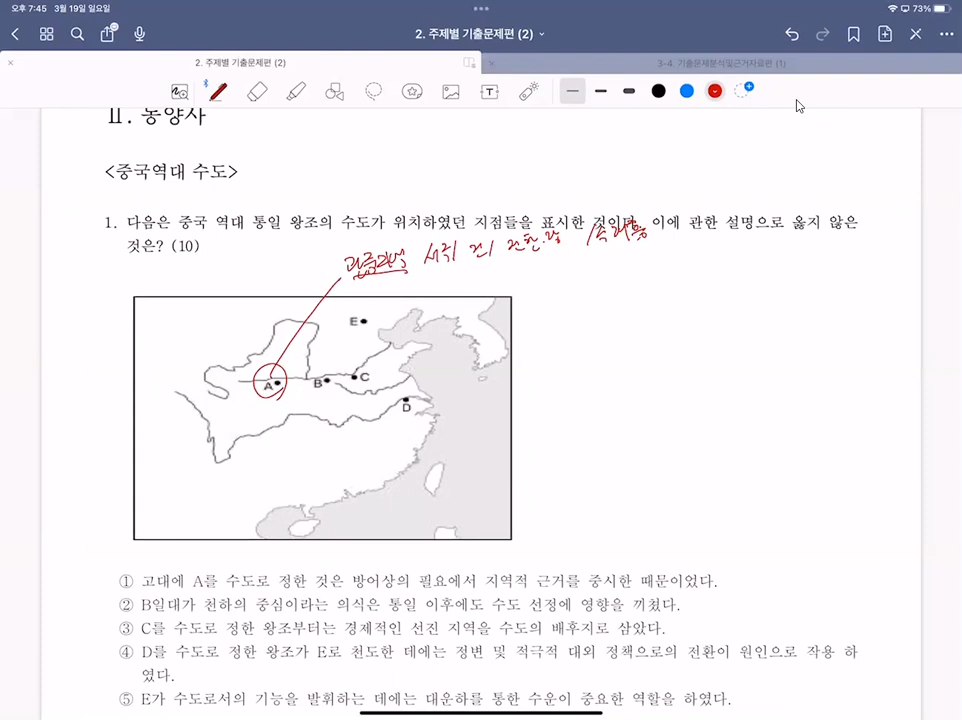 오후 7:45 3월 19일 일요일
73%
2. 주제별 기출문제편 (2)
2. 주제별 기출문제편 (2)
3-4. 기출문제분석및근거자료편 (1)
T
Ⅱ. 동양사
<중국역대 수도>
1. 다음은 중국 역대 통일 왕조의 수도가 위치하였던 지점들을 표시한 것이다. 이에 관한 설명으로 옳지 않은
것은? (10)
E
A
B
C
D
① 고대에 A를 수도로 정한 것은 방어상의 필요에서 지역적 근거를 중시한 때문이었다.
② B일대가 천하의 중심이라는 의식은 통일 이후에도 수도 선정에 영향을 끼쳤다.
③ C를 수도로 정한 왕조부터는 경제적인 선진 지역을 수도의 배후지로 삼았다.
④ D를 수도로 정한 왕조가 E로 천도한 데에는 정변 및 적극적 대외 정책으로의 전환이 원인으로 작용 하
였다.
⑤ E가 수도로서의 기능을 발휘하는 데에는 대운하를 통한 수운이 중요한 역할을 하였다.